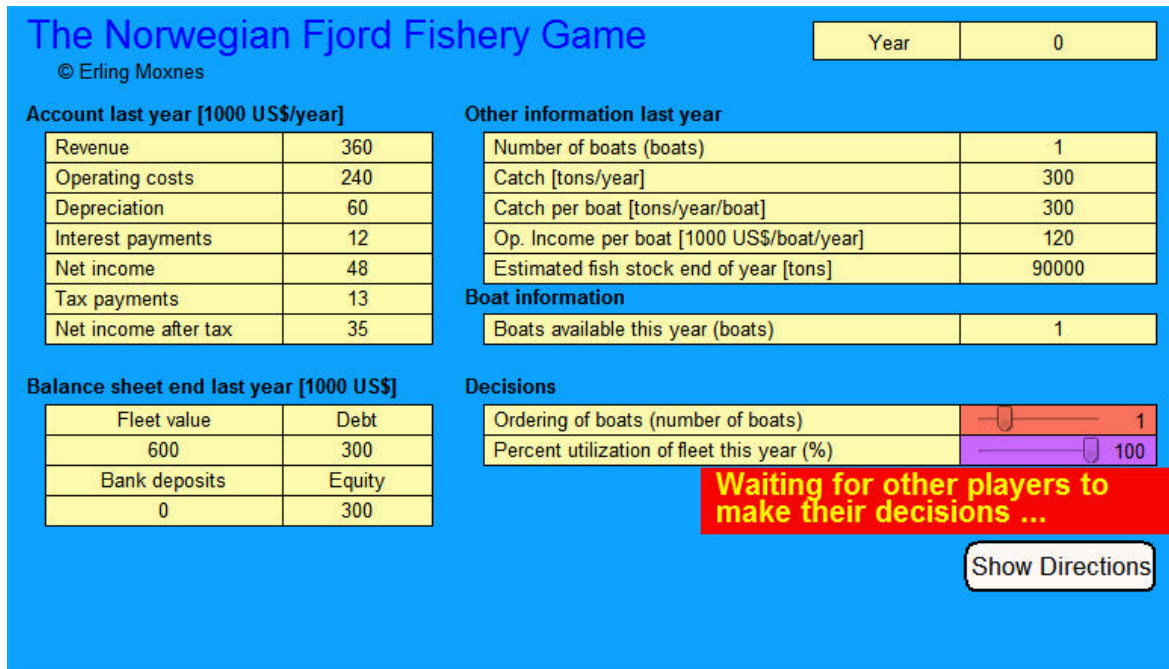 The Norwegian Fjord Fishery Game
© Erling Moxnes
Year 0
Account last year [1000 US$/year]
Revenue 360
Operating costs 240
Depreciation 60
Interest payments 12
Net income 48
Tax payments 13
Net income after tax 35
Other information last year
Number of boats (boats) 1
Catch [tons/year] 300
Catch per boat [tons/year/boat] 300
Op. Income per boat [1000 US$/boat/year] 120
Estimated fish stock end of year [tons] 90000
Boat information
Boats available this year (boats) 1
Balance sheet end last year [1000 US$]
Fleet value Debt
600 300
Bank deposits Equity
0 300
Decisions
Ordering of boats (number of boats) 1
Percent utilization of fleet this year (%) 100
Waiting for other players to
make their decisions ...
Show Directions